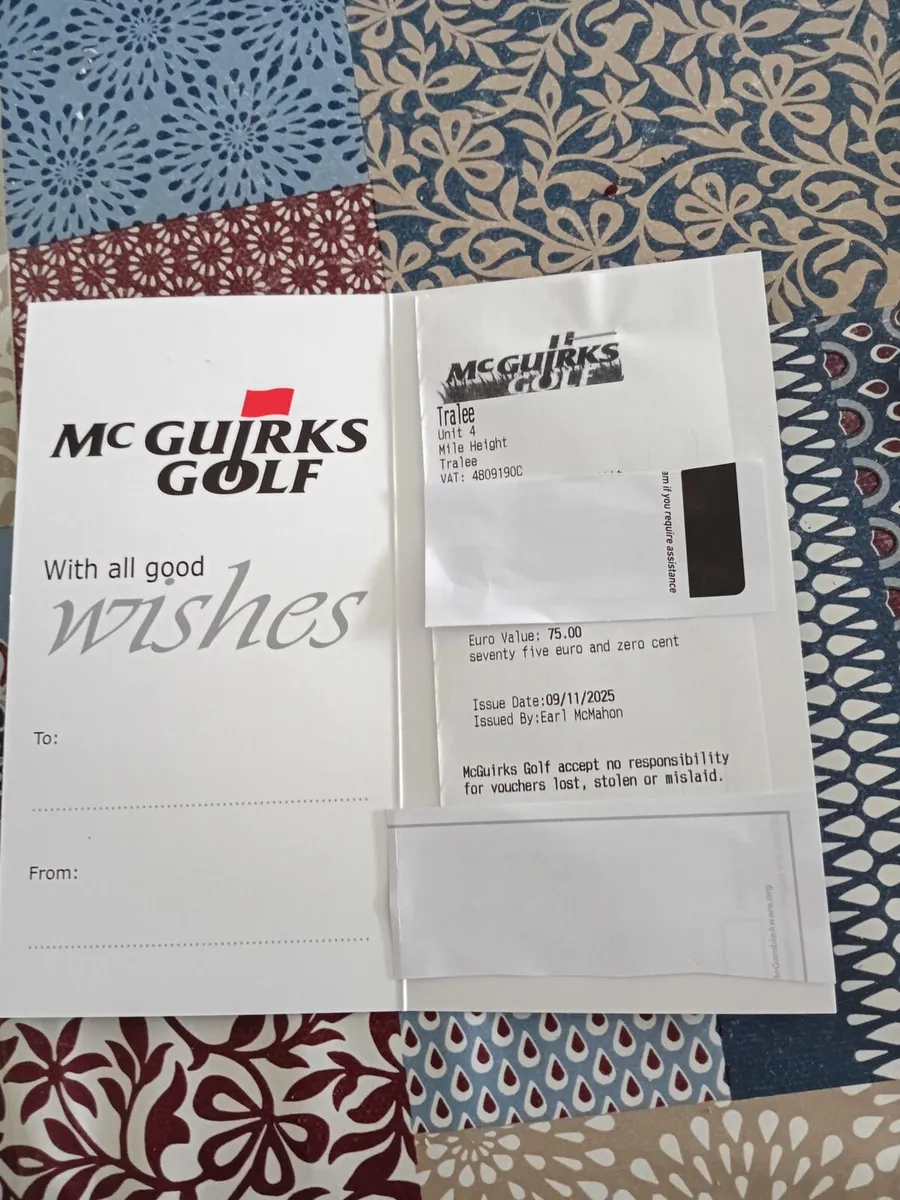 Mc GUIRKS
GOLF
With all good
wishes
To:
From:
McGUIRKS
GOLF
Tralee
Unit 4
Mile Height
Tralee
VAT: 4809190C
am if you require assistance
Euro Value: 75.00
seventy five euro and zero cent
Issue Date:09/11/2025
Issued By:Earl McMahon
McGuirks Golf accept no responsibility
for vouchers lost, stolen or mislaid.
GambleAware.org